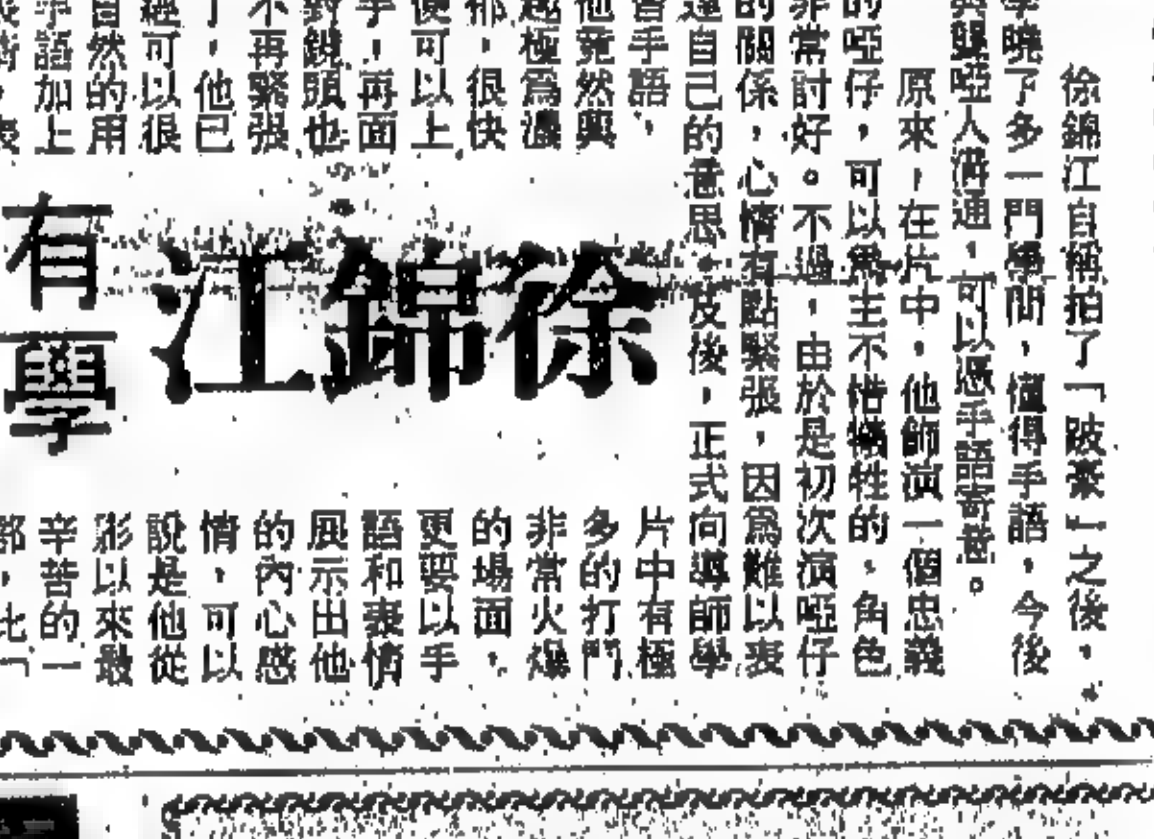 徐錦江自稱拍了「跛豪」之後，
學曉了多一門學問，懂得手語，今後
與聾啞人溝通，可以憑手語寄意。
原來，在片中，他飾演一個忠義
的啞仔，可以爲主不惜犧牲的，角色
非常討好。不過，由於是初次演啞仔
的關係，心情有點緊張，因爲難以表
達自己的意思。及後，正式向導師學
習手語，
他竟然興
趣極爲濃
郁，很快
便可以上
手，再面
對鏡頭也
不再緊張
了，他已
經可以很
自然的用
手語加上
徐錦江
有學
片中有極
多的打鬥
非常火爆
的場面，
更要以手
語和表情
展示出他
的內心感
情，可以
說是他從
影以來最
辛苦的一
部，比「